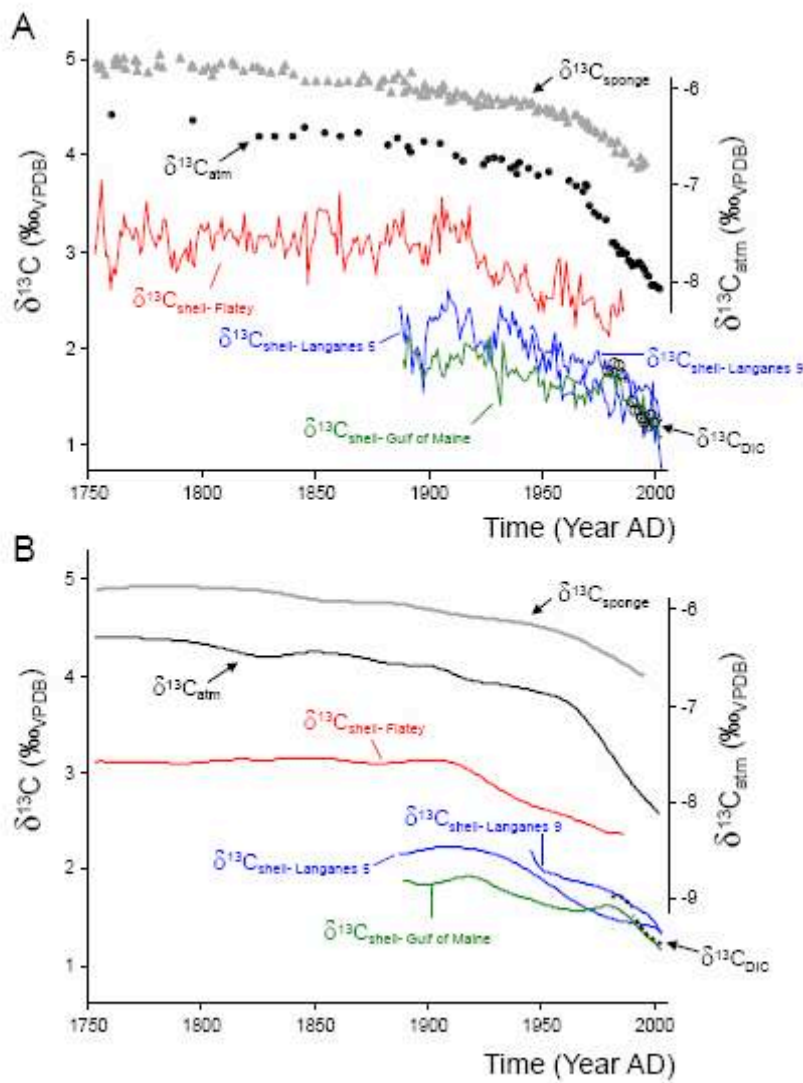 A
5
4
3
2
1
δ¹³C (‰VPDB)
δ¹³Csponge
δ¹³Catm
δ¹³Cshell- Flatey
δ¹³Cshell- Langanes 5
δ¹³Cshell- Langanes 9
δ¹³Cshell- Gulf of Maine
δ¹³CDIC
-6
-7
-8
δ¹³Catm (‰VPDB)
1750 1800 1850 1900 1950 2000
Time (Year AD)
B
5
4
3
2
1
δ¹³C (‰VPDB)
δ¹³Csponge
δ¹³Catm
δ¹³Cshell- Flatey
δ¹³Cshell- Langanes 9
δ¹³Cshell- Langanes 5
δ¹³Cshell- Gulf of Maine
δ¹³CDIC
-6
-7
-8
-9
δ¹³Catm (‰VPDB)
1750 1800 1850 1900 1950 2000
Time (Year AD)